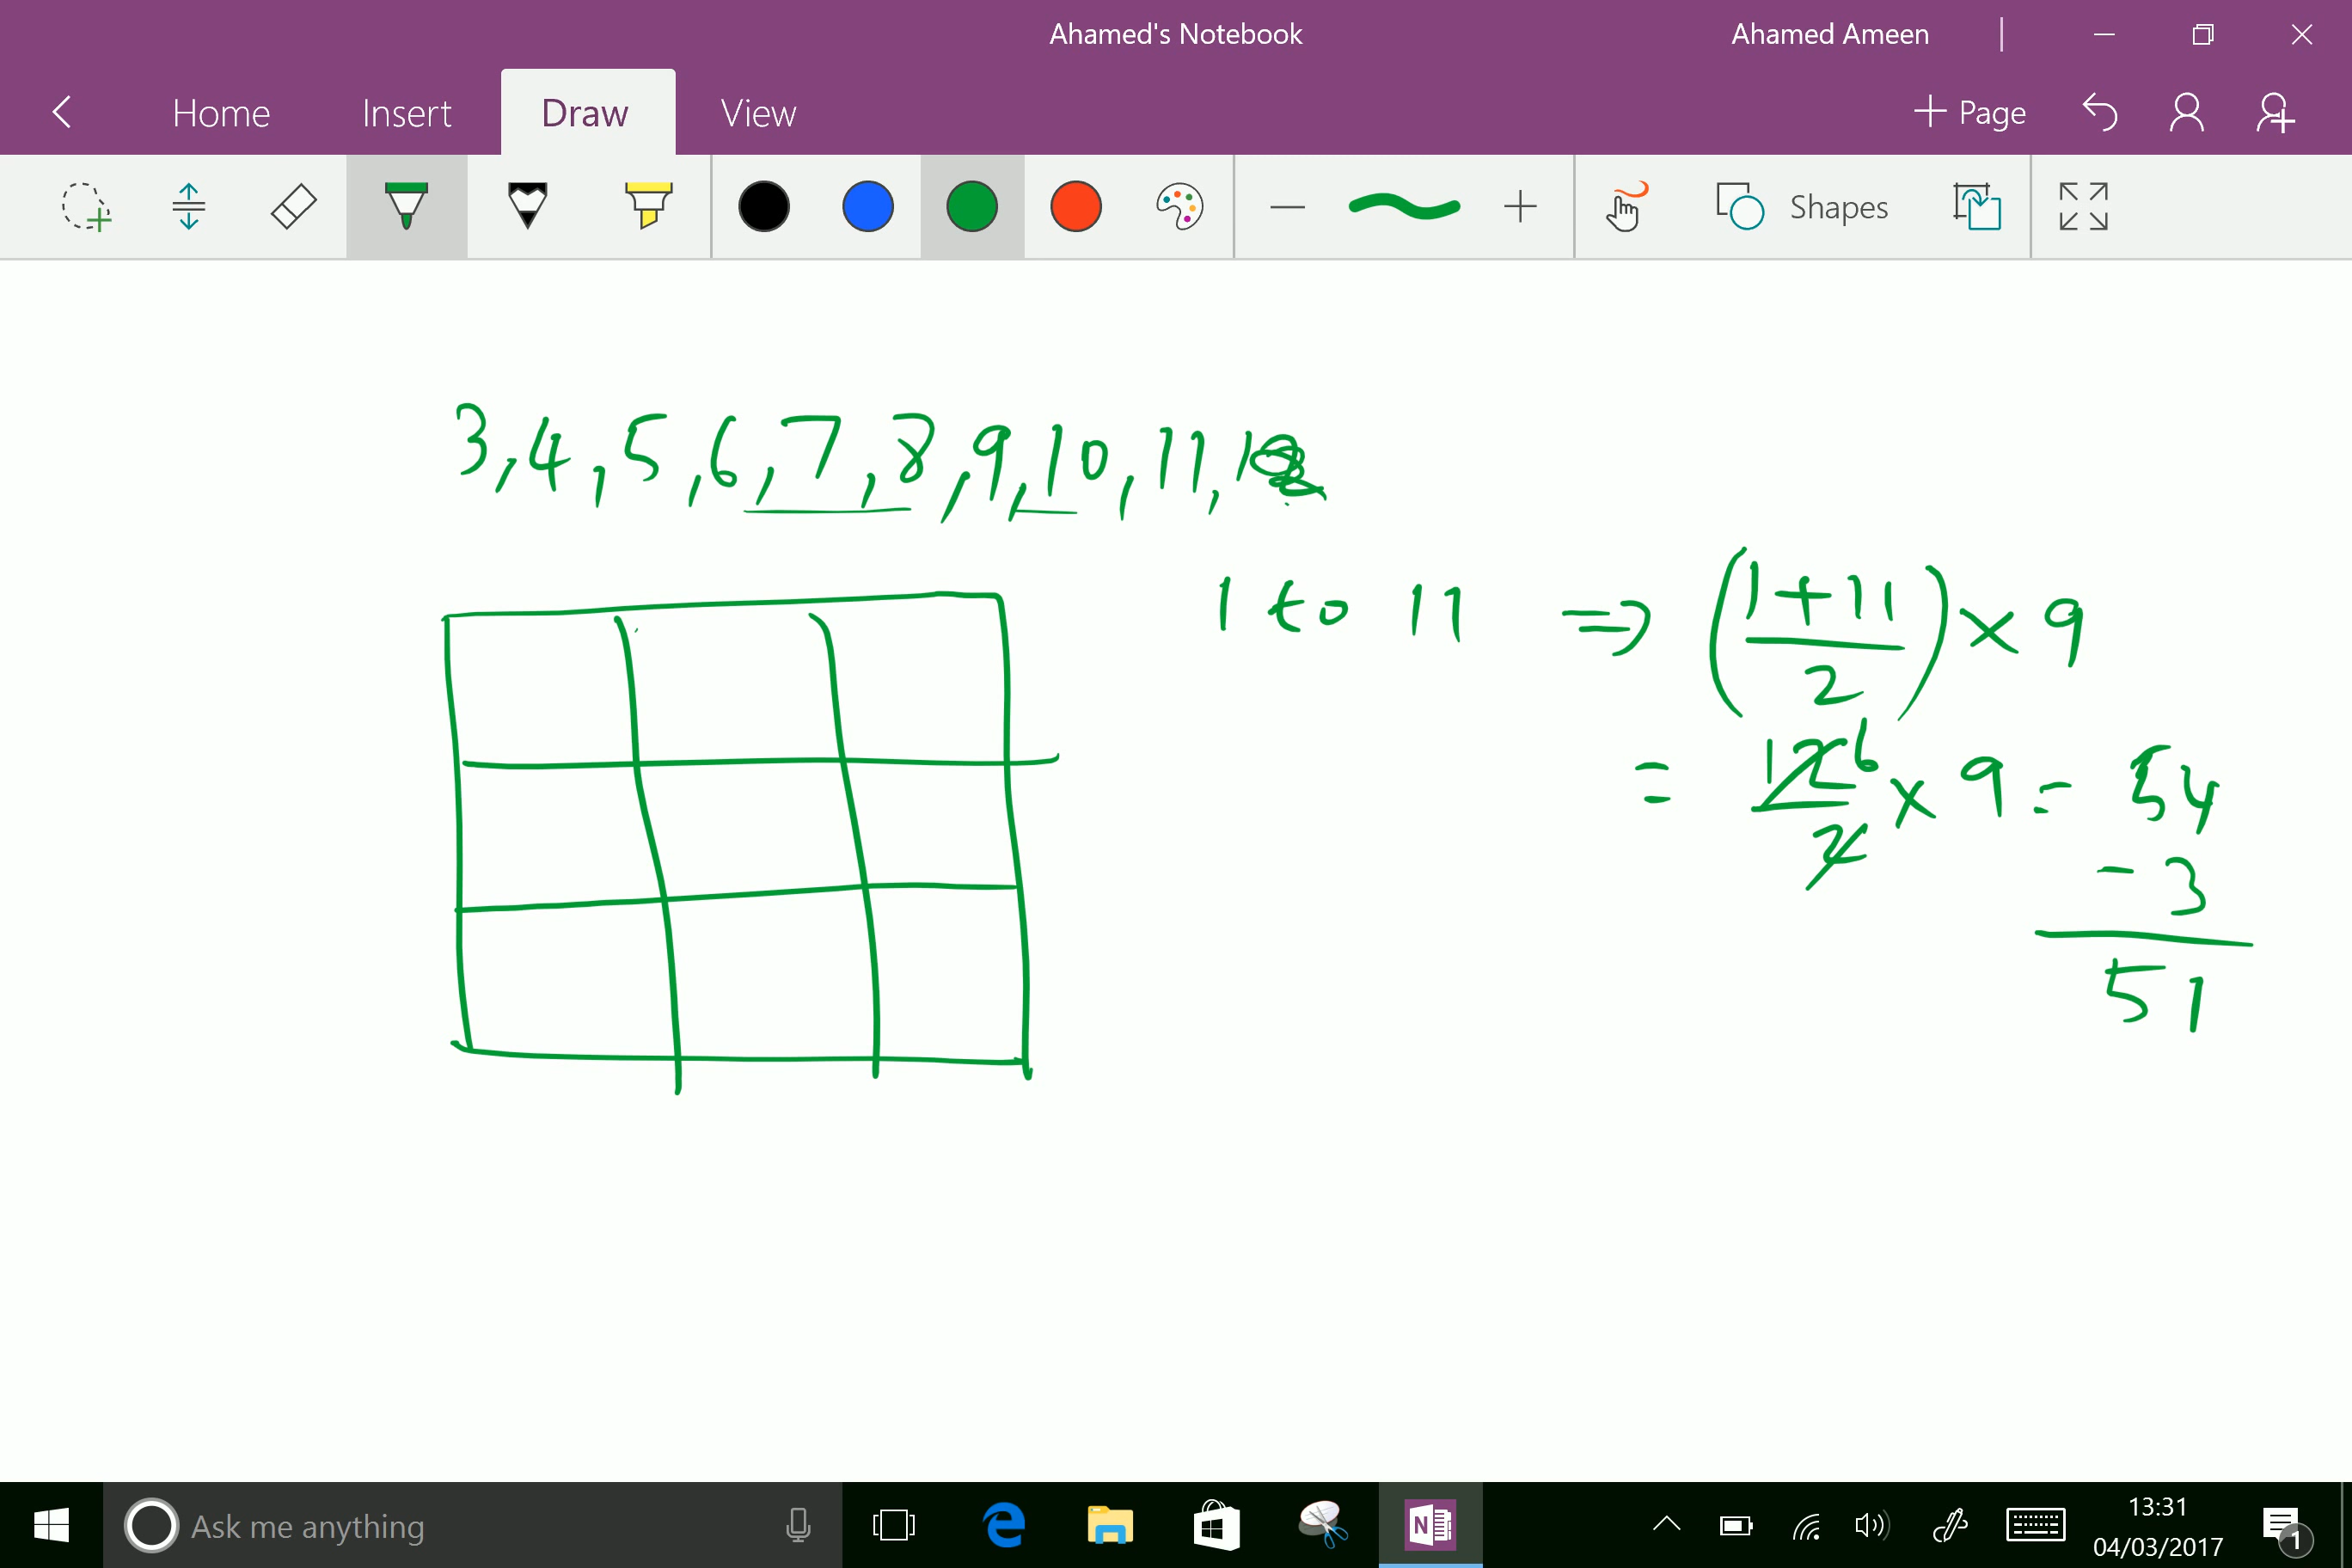 Ahamed's Notebook Ahamed Ameen
Home Insert Draw View + Page
Shapes
3, 4, 5, 6, 7, 8, 9, 10, 11,
1 to 11 ⇒ (1+11/2) × 9
= 12/2 6 × 9 = 54
- 3
51
Ask me anything
N
13:31
04/03/2017
1